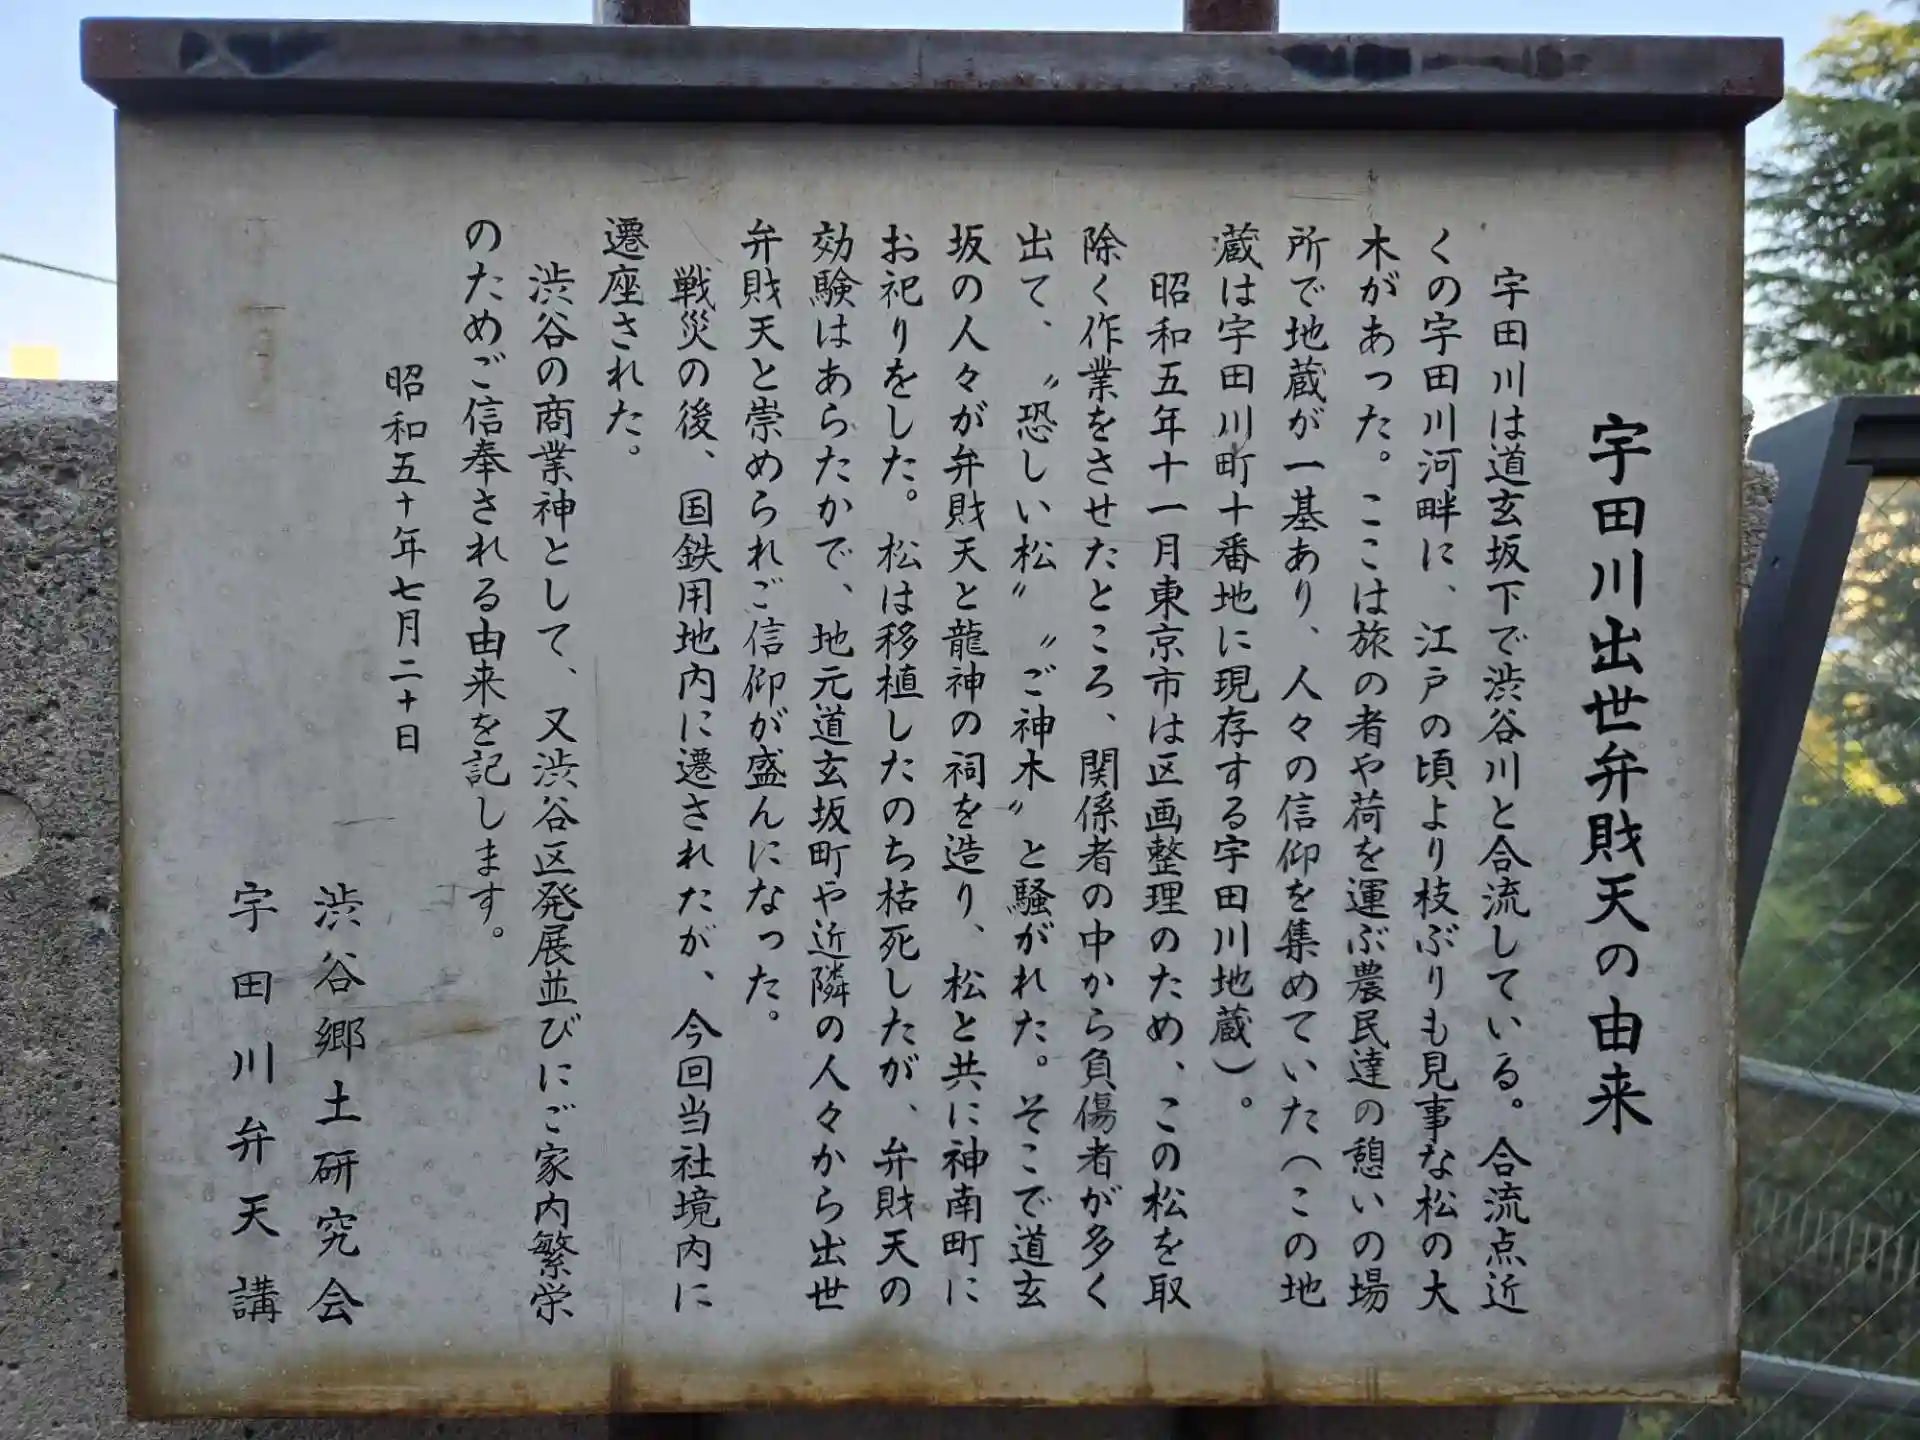 宇田川出世弁財天の由来
宇田川は道玄坂下で渋谷川と合流している。合流点近
くの宇田川河畔に、江戸の頃より枝ぶりも見事な松の大
木があった。ここは旅の者や荷を運ぶ農民達の憩いの場
所で地蔵が一基あり、人々の信仰を集めていた（この地
蔵は宇田川町十番地に現存する宇田川地蔵）。
昭和五年十一月東京市は区画整理のため、この松を取
除く作業をさせたところ、関係者の中から負傷者が多く
出て、〝恐しい松〟〝ご神木〟と騒がれた。そこで道玄
坂の人々が弁財天と龍神の祠を造り、松と共に神南町に
お祀りをした。松は移植したのち枯死したが、弁財天の
効験はあらたかで、地元道玄坂町や近隣の人々から出世
弁財天と崇められご信仰が盛んになった。
戦災の後、国鉄用地内に遷されたが、今回当社境内に
遷座された。
渋谷の商業神として、又渋谷区発展並びにご家内繁栄
のためご信奉される由来を記します。
昭和五十年七月二十日
渋谷郷土研究会
宇田川弁天講